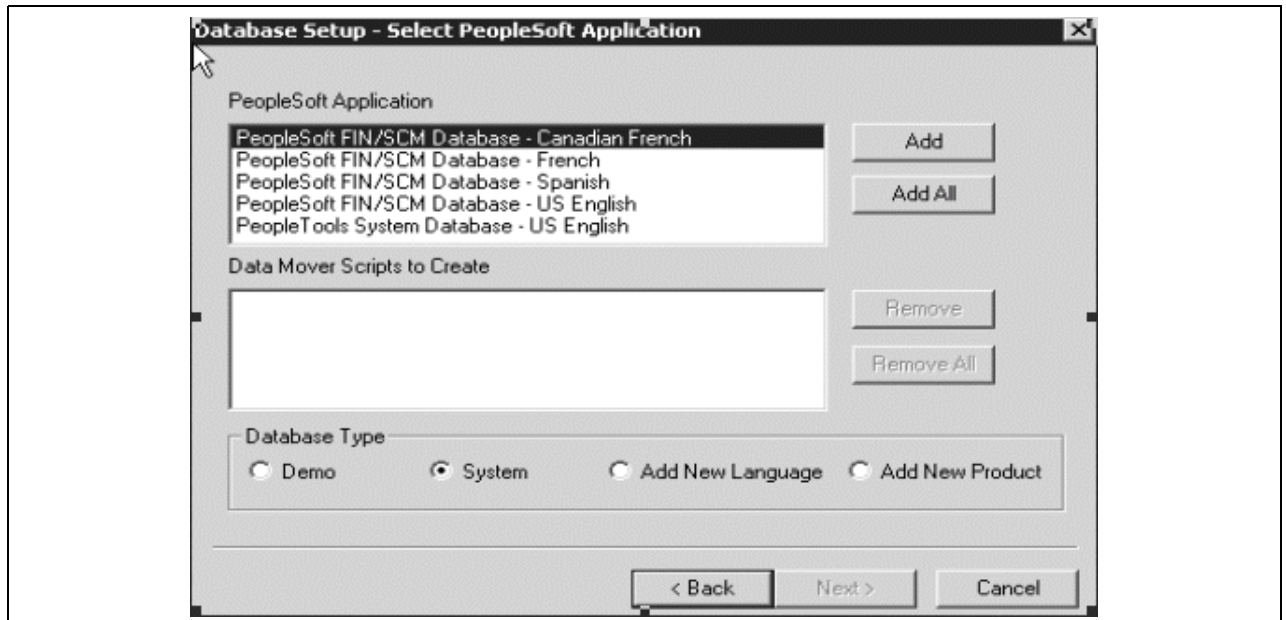 Database Setup - Select PeopleSoft Application
PeopleSoft Application
PeopleSoft FIN/SCM Database - Canadian French
PeopleSoft FIN/SCM Database - French
PeopleSoft FIN/SCM Database - Spanish
PeopleSoft FIN/SCM Database - US English
PeopleTools System Database - US English
Add
Add All
Data Mover Scripts to Create
Remove
Remove All
Database Type
Demo System Add New Language Add New Product
< Back Next > Cancel